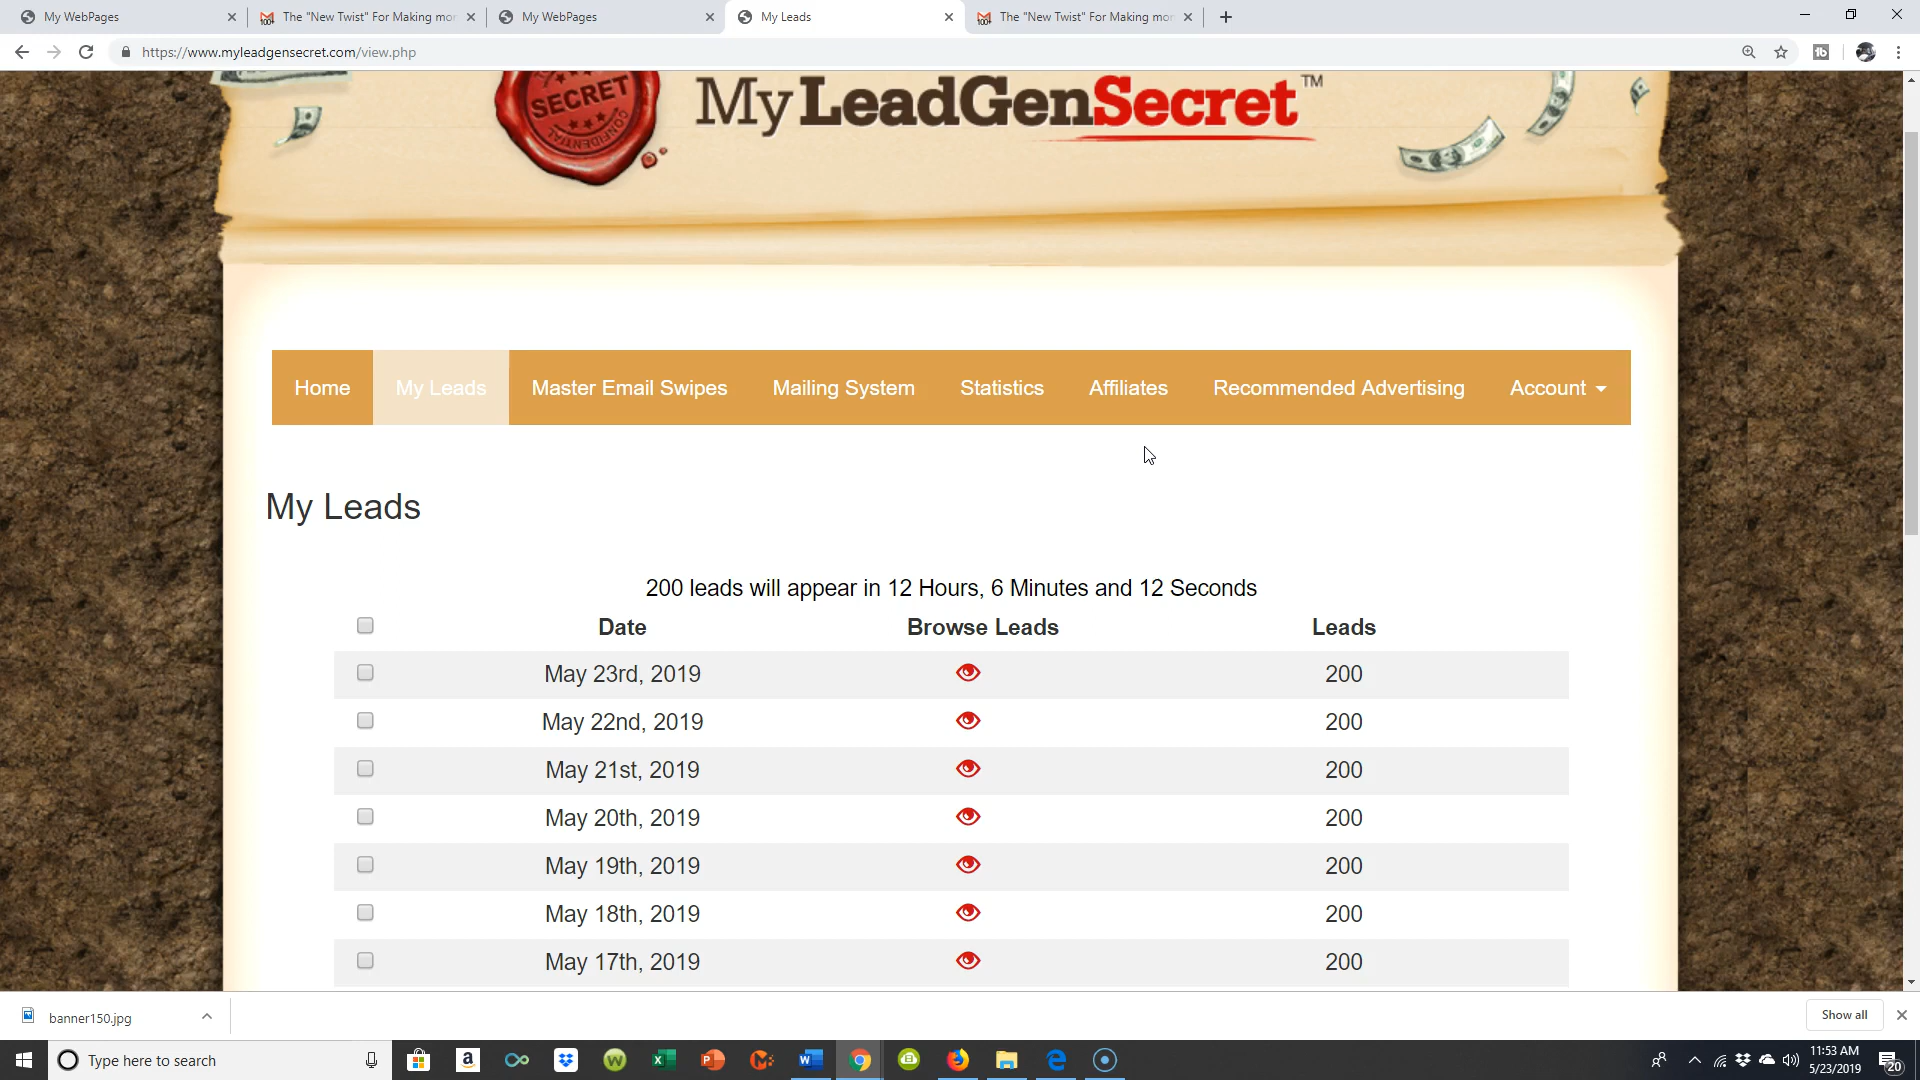 My WebPages
The "New Twist" For Making mor
My WebPages
My Leads
The "New Twist" For Making mor
https://www.myleadgensecret.com/view.php
SECRET
CONFIDENTIAL
MyLeadGenSecret™
Home
My Leads
Master Email Swipes
Mailing System
Statistics
Affiliates
Recommended Advertising
Account
My Leads
200 leads will appear in 12 Hours, 6 Minutes and 12 Seconds
Date Browse Leads Leads
May 23rd, 2019 200
May 22nd, 2019 200
May 21st, 2019 200
May 20th, 2019 200
May 19th, 2019 200
May 18th, 2019 200
May 17th, 2019 200
banner150.jpg
Show all
Type here to search
11:53 AM
5/23/2019
20